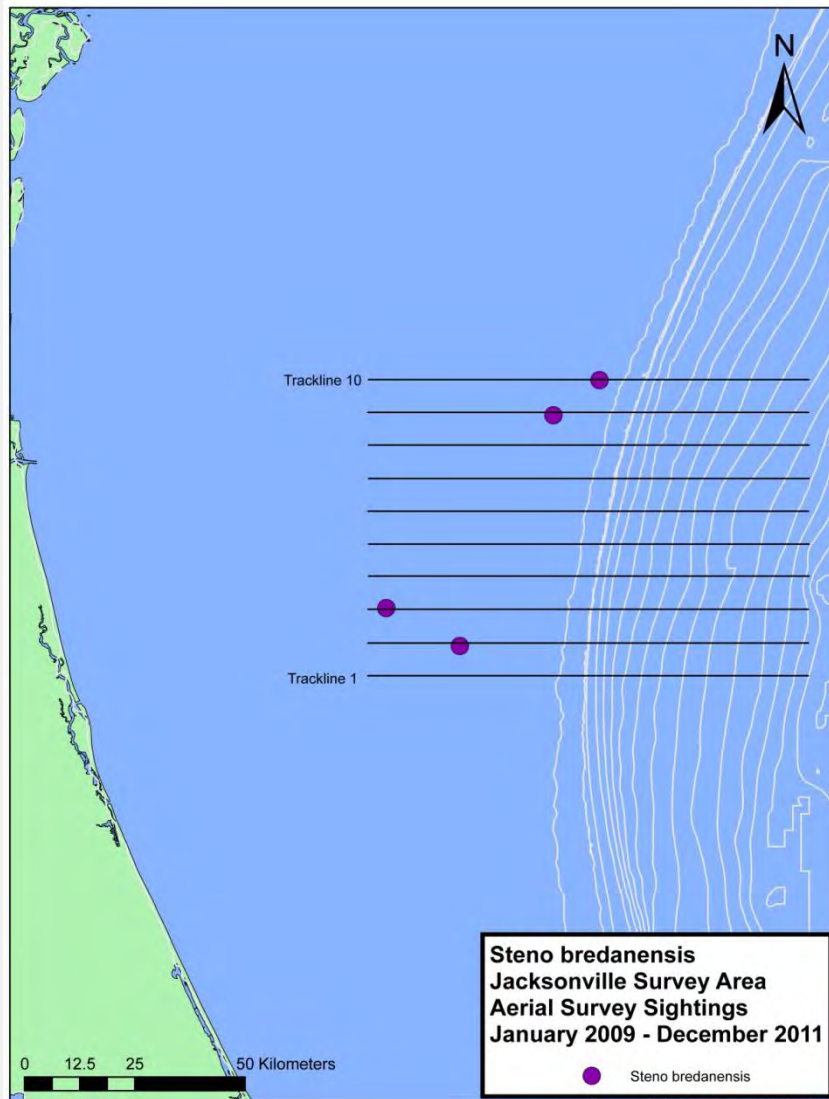 N
Trackline 10
Trackline 1
Steno bredanensis
Jacksonville Survey Area
Aerial Survey Sightings
January 2009 - December 2011
Steno bredanensis
0 12.5 25 50 Kilometers